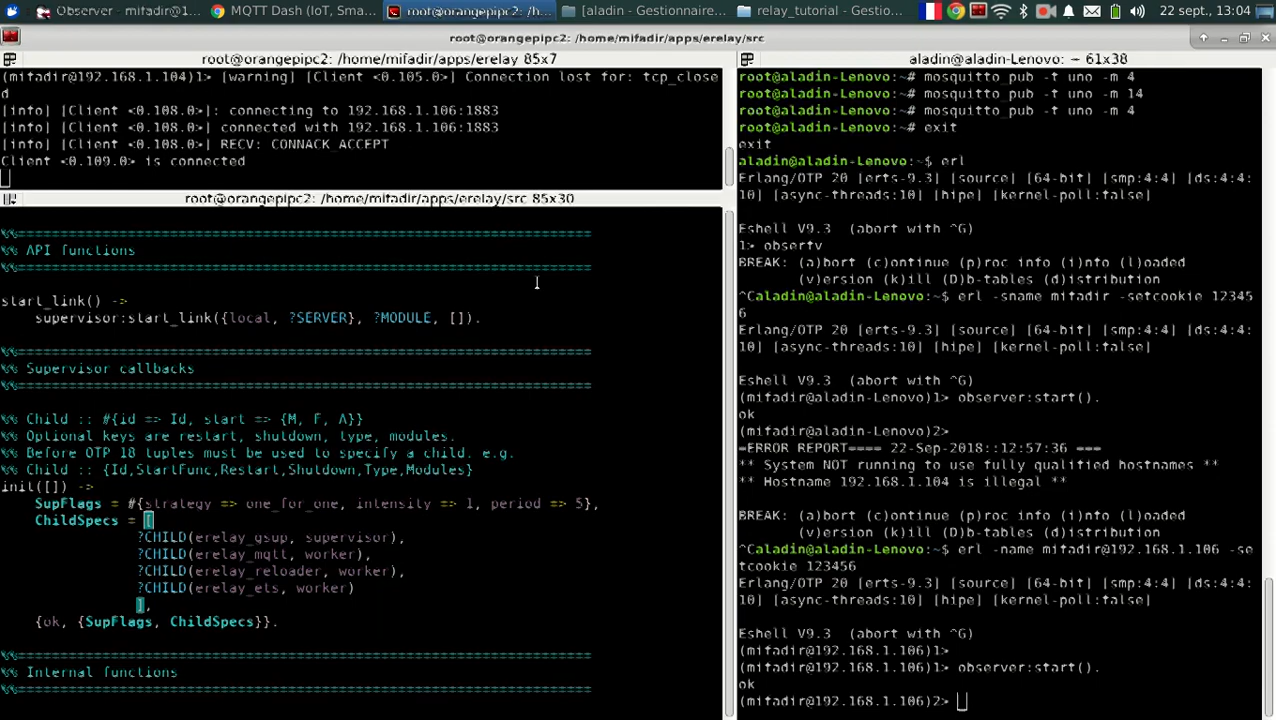 Observer - mifadir@1...
MQTT Dash (IoT, Sma...
root@orangepipc2: /h...
[aladin - Gestionnaire...
relay_tutorial - Gestion...
22 sept., 13:04
root@orangepipc2: /home/mifadir/apps/erelay/src
root@orangepipc2: /home/mifadir/apps/erelay 85x7
(mifadir@192.168.1.104)1> [warning] [Client <0.105.0>] Connection lost for: tcp_close
d
[info] [Client <0.108.0>]: connecting to 192.168.1.106:1883
[info] [Client <0.108.0>] connected with 192.168.1.106:1883
[info] [Client <0.108.0>] RECV: CONNACK_ACCEPT
Client <0.109.0> is connected
root@orangepipc2: /home/mifadir/apps/erelay/src 85x30
%%====================================================================
%% API functions
%%====================================================================
start_link() ->
    supervisor:start_link({local, ?SERVER}, ?MODULE, []).
%%====================================================================
%% Supervisor callbacks
%%====================================================================
%% Child :: #{id => Id, start => {M, F, A}}
%% Optional keys are restart, shutdown, type, modules.
%% Before OTP 18 tuples must be used to specify a child. e.g.
%% Child :: {Id,StartFunc,Restart,Shutdown,Type,Modules}
init([]) ->
    SupFlags = #{strategy => one_for_one, intensity => 1, period => 5},
    ChildSpecs = [
                ?CHILD(erelay_gsup, supervisor),
                ?CHILD(erelay_mqtt, worker),
                ?CHILD(erelay_reloader, worker),
                ?CHILD(erelay_ets, worker)
                ],
    {ok, {SupFlags, ChildSpecs}}.
%%====================================================================
%% Internal functions
%%====================================================================
aladin@aladin-Lenovo: ~ 61x38
root@aladin-Lenovo:~# mosquitto_pub -t uno -m 4
root@aladin-Lenovo:~# mosquitto_pub -t uno -m 14
root@aladin-Lenovo:~# mosquitto_pub -t uno -m 4
root@aladin-Lenovo:~# exit
exit
aladin@aladin-Lenovo:~$ erl
Erlang/OTP 20 [erts-9.3] [source] [64-bit] [smp:4:4] [ds:4:4:
10] [async-threads:10] [hipe] [kernel-poll:false]
Eshell V9.3  (abort with ^G)
1> observ
BREAK: (a)bort (c)ontinue (p)roc info (i)nfo (l)oaded
       (v)ersion (k)ill (D)b-tables (d)istribution
^Caladin@aladin-Lenovo:~$ erl -sname mifadir -setcookie 12345
6
Erlang/OTP 20 [erts-9.3] [source] [64-bit] [smp:4:4] [ds:4:4:
10] [async-threads:10] [hipe] [kernel-poll:false]
Eshell V9.3  (abort with ^G)
(mifadir@aladin-Lenovo)1> observer:start().
ok
(mifadir@aladin-Lenovo)2>
=ERROR REPORT==== 22-Sep-2018::12:57:36 ===
** System NOT running to use fully qualified hostnames **
** Hostname 192.168.1.104 is illegal **
BREAK: (a)bort (c)ontinue (p)roc info (i)nfo (l)oaded
       (v)ersion (k)ill (D)b-tables (d)istribution
^Caladin@aladin-Lenovo:~$ erl -name mifadir@192.168.1.106 -se
tcookie 123456
Erlang/OTP 20 [erts-9.3] [source] [64-bit] [smp:4:4] [ds:4:4:
10] [async-threads:10] [hipe] [kernel-poll:false]
Eshell V9.3  (abort with ^G)
(mifadir@192.168.1.106)1>
(mifadir@192.168.1.106)1> observer:start().
ok
(mifadir@192.168.1.106)2>